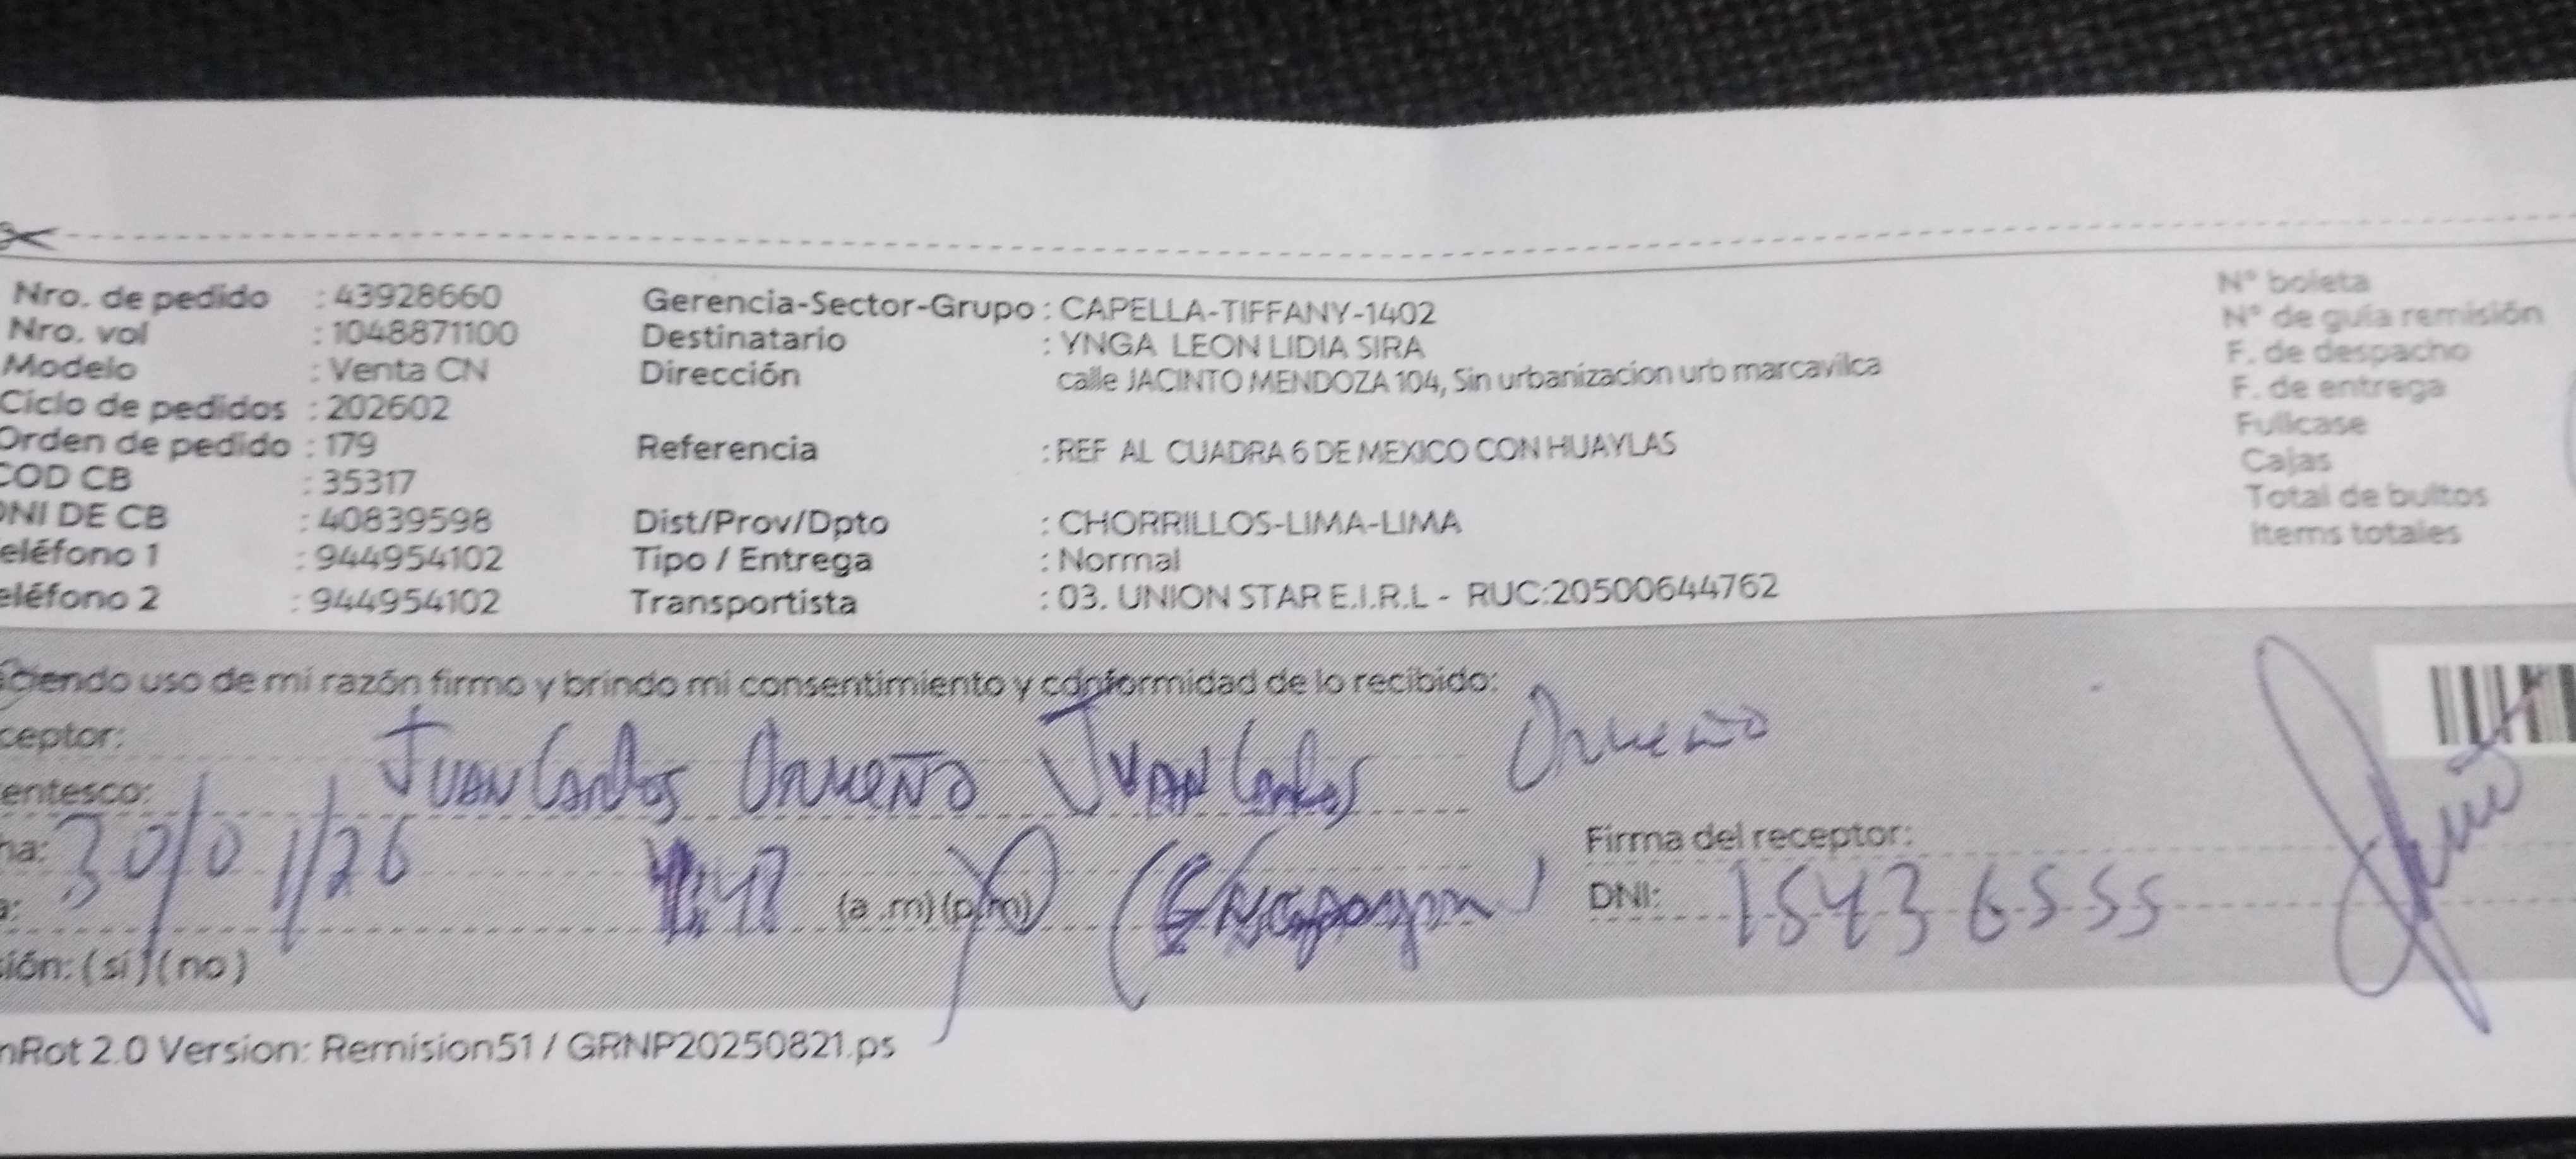 Nro. de pedido : 43928660 Gerencia-Sector-Grupo : CAPELLA-TIFFANY-1402 N° boleta
Nro. vol : 1048871100 Destinatario : YNGA LEON LIDIA SIRA N° de guía remisión
Modelo : Venta CN Dirección calle JACINTO MENDOZA 104, Sin urbanizacion urb marcavilca F. de despacho
Ciclo de pedidos : 202602 F. de entrega
Orden de pedido : 179 Referencia : REF AL CUADRA 6 DE MEXICO CON HUAYLAS Fullcase
COD CB : 35317 Cajas
DNI DE CB : 40839598 Dist/Prov/Dpto : CHORRILLOS-LIMA-LIMA Total de bultos
eléfono 1 : 944954102 Tipo / Entrega : Normal Items totales
eléfono 2 : 944954102 Transportista : 03. UNION STAR E.I.R.L - RUC:20500644762
endo uso de mi razón firmo y brindo mi consentimiento y conformidad de lo recibido:
ceptor: Juan Carlos Ormeño Juan Carlos Ormeño
entesco:
ha: 30/01/26 Firma del receptor:
a: :47 (a .m) (p.m) DNI: 15436555
sión: (si) (no)
nRot 2.0 Version: Remision51 / GRNP20250821.ps